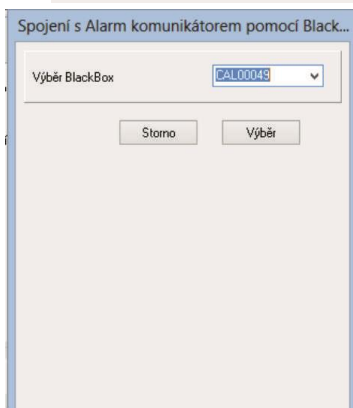 Spojení s Alarm komunikátorem pomocí Black...
Výběr BlackBox
CAL00049
Storno
Výběr